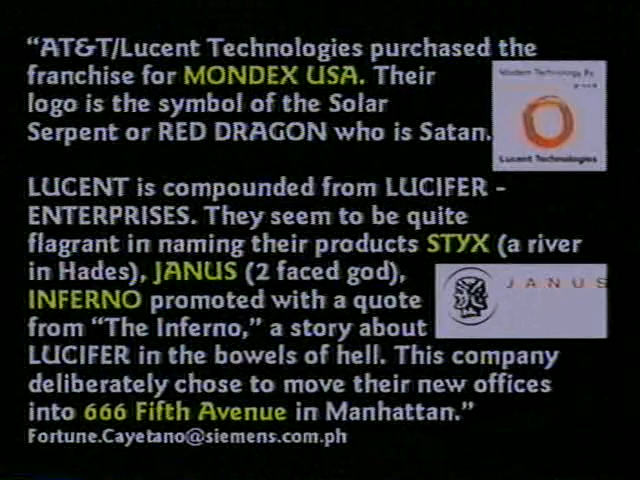 “AT&T/Lucent Technologies purchased the
franchise for MONDEX USA. Their
logo is the symbol of the Solar
Serpent or RED DRAGON who is Satan.
Modern Technology By
Lucent Technologies
LUCENT is compounded from LUCIFER -
ENTERPRISES. They seem to be quite
flagrant in naming their products STYX (a river
in Hades), JANUS (2 faced god),
INFERNO promoted with a quote
from “The Inferno,” a story about
JANUS
LUCIFER in the bowels of hell. This company
deliberately chose to move their new offices
into 666 Fifth Avenue in Manhattan.”
Fortune.Cayetano@siemens.com.ph